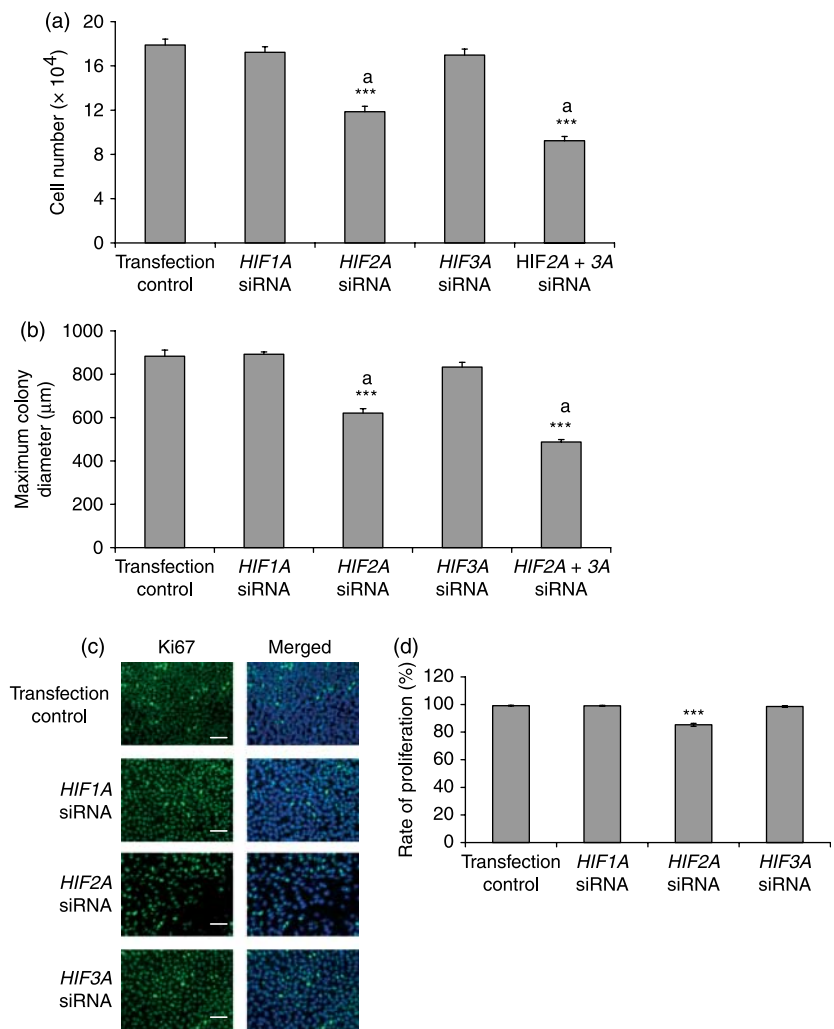 (a)
Cell number (× 10⁴)
20
16
12
8
4
0
a
***
a
***
Transfection control
HIF1A siRNA
HIF2A siRNA
HIF3A siRNA
HIF2A + 3A siRNA
(b)
Maximum colony diameter (μm)
1000
800
600
400
200
0
a
***
a
***
Transfection control
HIF1A siRNA
HIF2A siRNA
HIF3A siRNA
HIF2A + 3A siRNA
(c)
Ki67
Merged
Transfection control
HIF1A siRNA
HIF2A siRNA
HIF3A siRNA
(d)
Rate of proliferation (%)
120
100
80
60
40
20
0
***
Transfection control
HIF1A siRNA
HIF2A siRNA
HIF3A siRNA